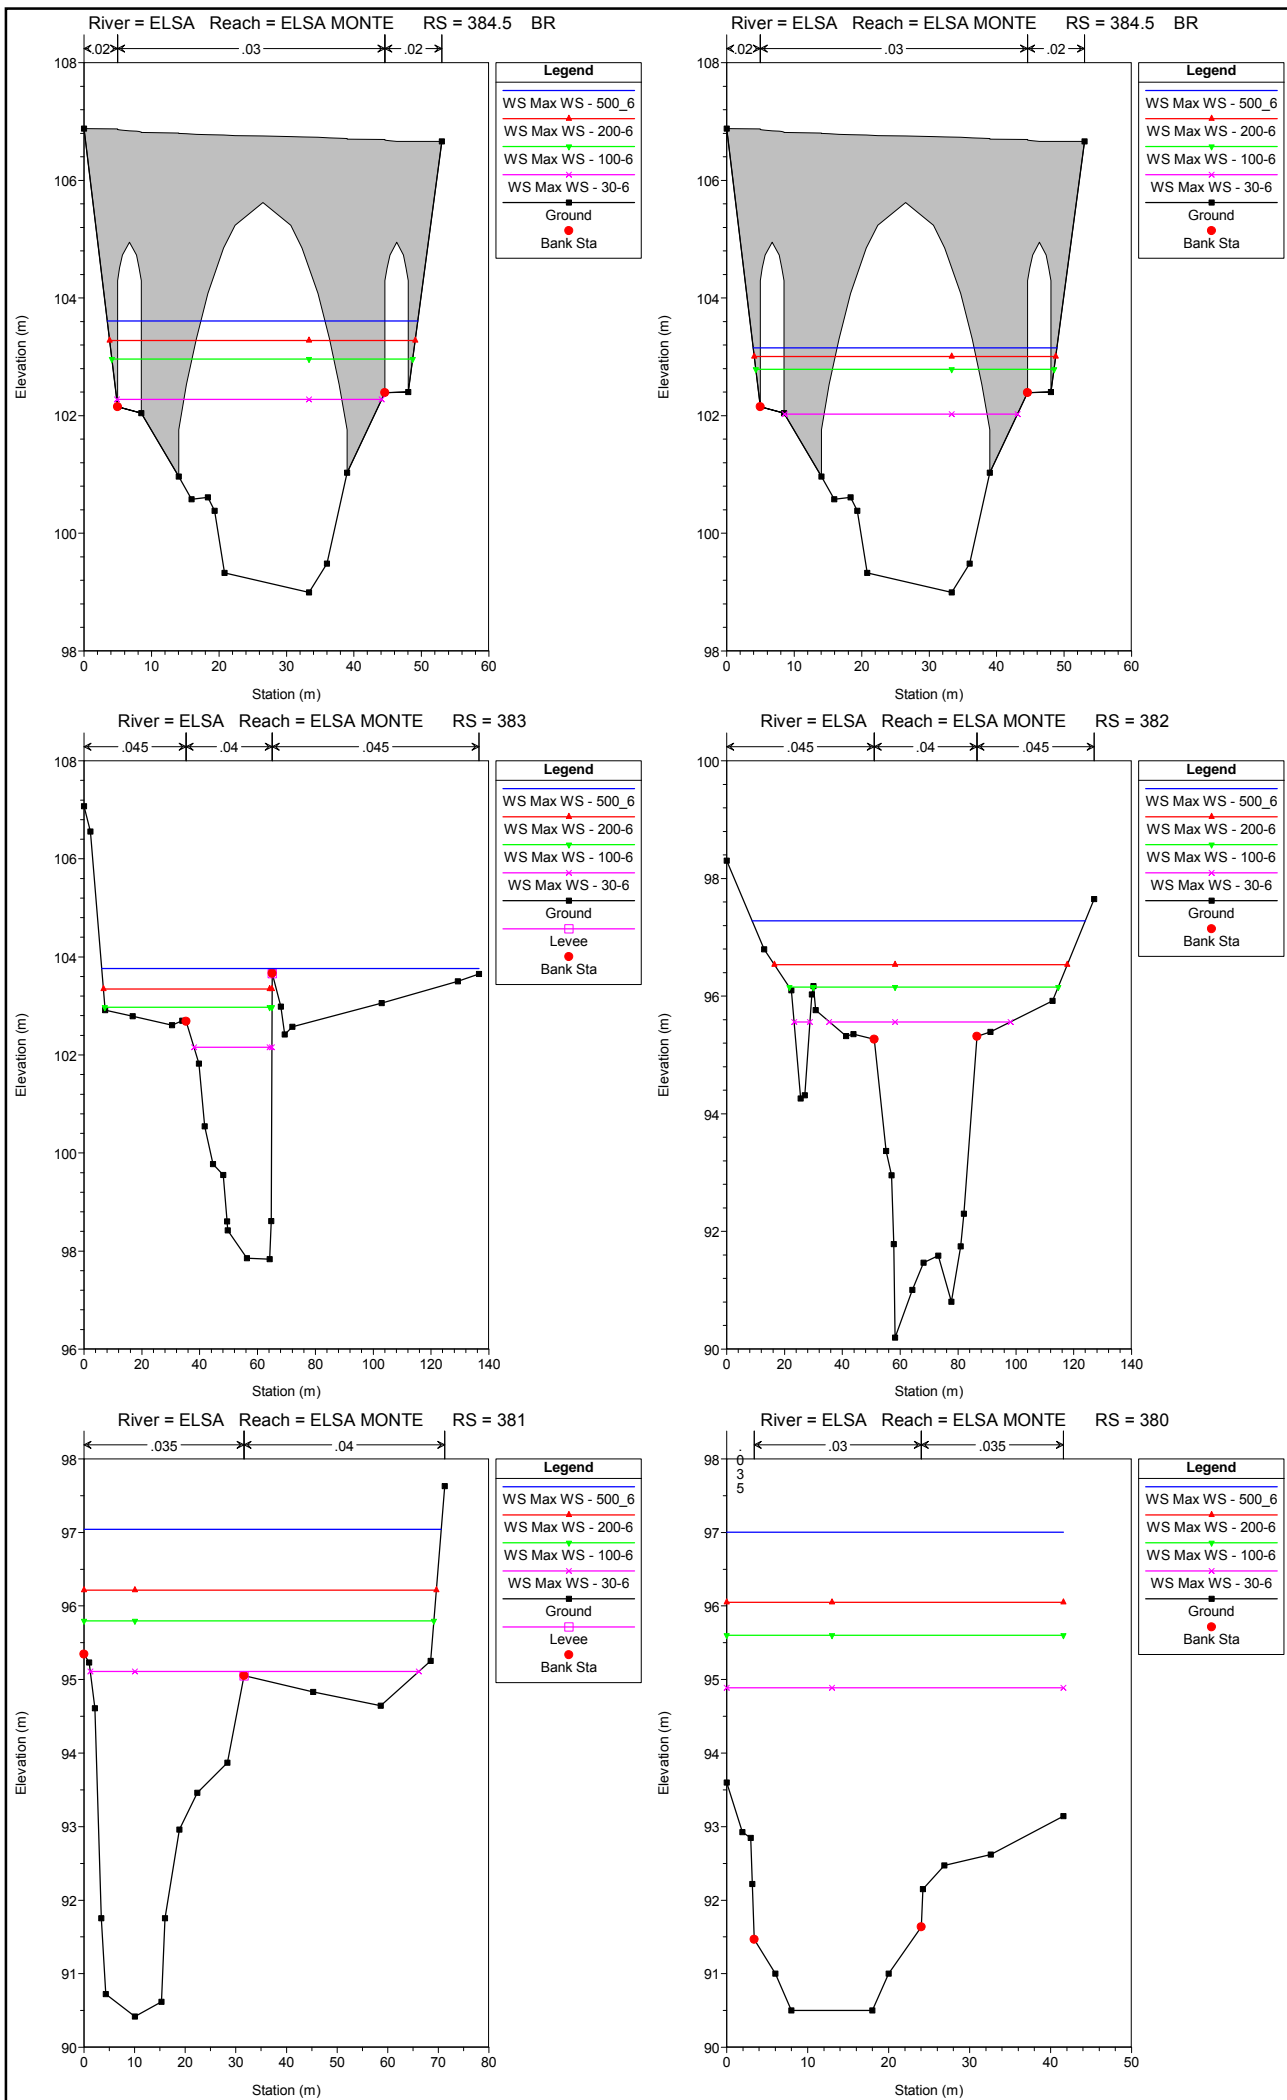 River = ELSA   Reach = ELSA MONTE   RS = 384.5   BR
.02 .03 .02
Legend
WS Max WS - 500_6
WS Max WS - 200-6
WS Max WS - 100-6
WS Max WS - 30-6
Ground
Bank Sta
Elevation (m)
108
106
104
102
100
98
0 10 20 30 40 50 60
Station (m)
River = ELSA   Reach = ELSA MONTE   RS = 384.5   BR
.02 .03 .02
Legend
WS Max WS - 500_6
WS Max WS - 200-6
WS Max WS - 100-6
WS Max WS - 30-6
Ground
Bank Sta
Elevation (m)
108
106
104
102
100
98
0 10 20 30 40 50 60
Station (m)
River = ELSA   Reach = ELSA MONTE   RS = 383
.045 .04 .045
Legend
WS Max WS - 500_6
WS Max WS - 200-6
WS Max WS - 100-6
WS Max WS - 30-6
Ground
Levee
Bank Sta
Elevation (m)
108
106
104
102
100
98
96
0 20 40 60 80 100 120 140
Station (m)
River = ELSA   Reach = ELSA MONTE   RS = 382
.045 .04 .045
Legend
WS Max WS - 500_6
WS Max WS - 200-6
WS Max WS - 100-6
WS Max WS - 30-6
Ground
Bank Sta
Elevation (m)
100
98
96
94
92
90
0 20 40 60 80 100 120 140
Station (m)
River = ELSA   Reach = ELSA MONTE   RS = 381
.035 .04
Legend
WS Max WS - 500_6
WS Max WS - 200-6
WS Max WS - 100-6
WS Max WS - 30-6
Ground
Levee
Bank Sta
Elevation (m)
98
97
96
95
94
93
92
91
90
0 10 20 30 40 50 60 70 80
Station (m)
River = ELSA   Reach = ELSA MONTE   RS = 380
.035 .03 .035
Legend
WS Max WS - 500_6
WS Max WS - 200-6
WS Max WS - 100-6
WS Max WS - 30-6
Ground
Bank Sta
Elevation (m)
98
97
96
95
94
93
92
91
90
0 10 20 30 40 50
Station (m)